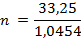 n = 33,25
1,0454